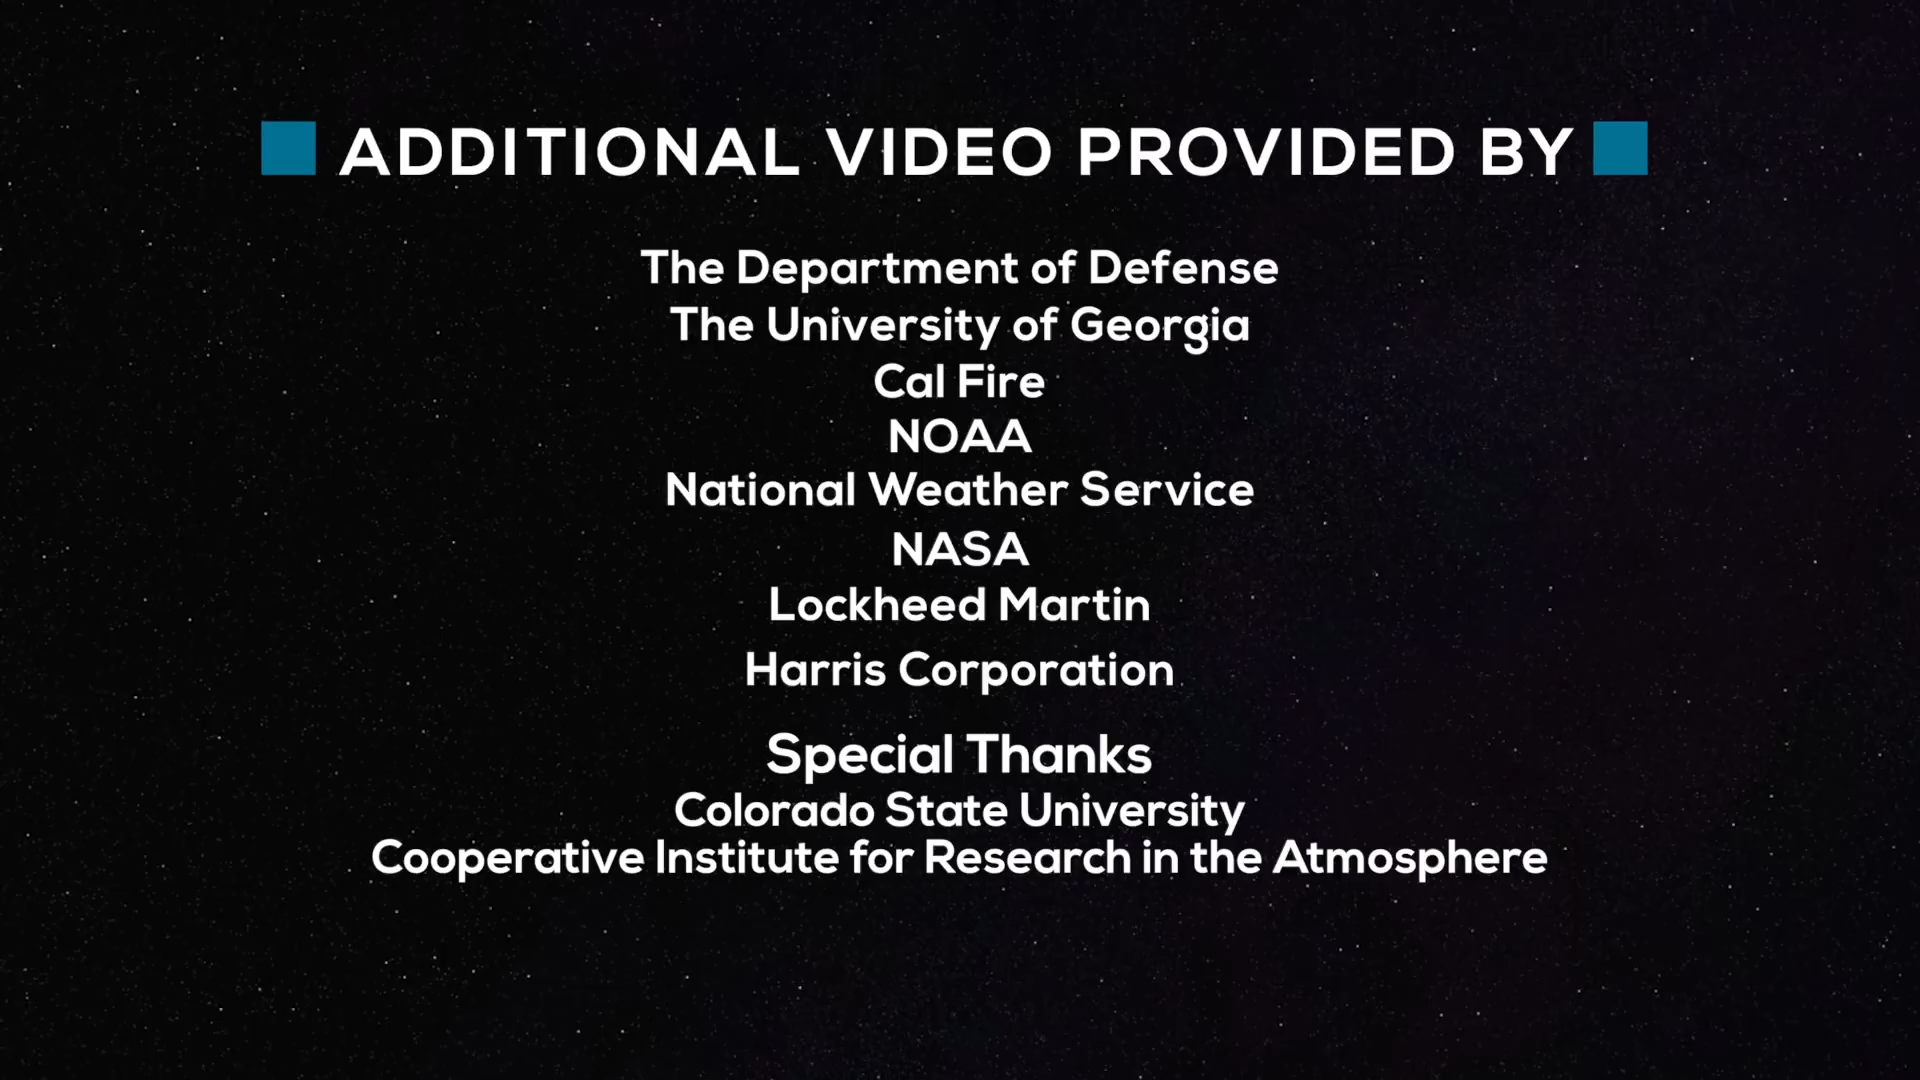 ADDITIONAL VIDEO PROVIDED BY
The Department of Defense
The University of Georgia
Cal Fire
NOAA
National Weather Service
NASA
Lockheed Martin
Harris Corporation
Special Thanks
Colorado State University
Cooperative Institute for Research in the Atmosphere